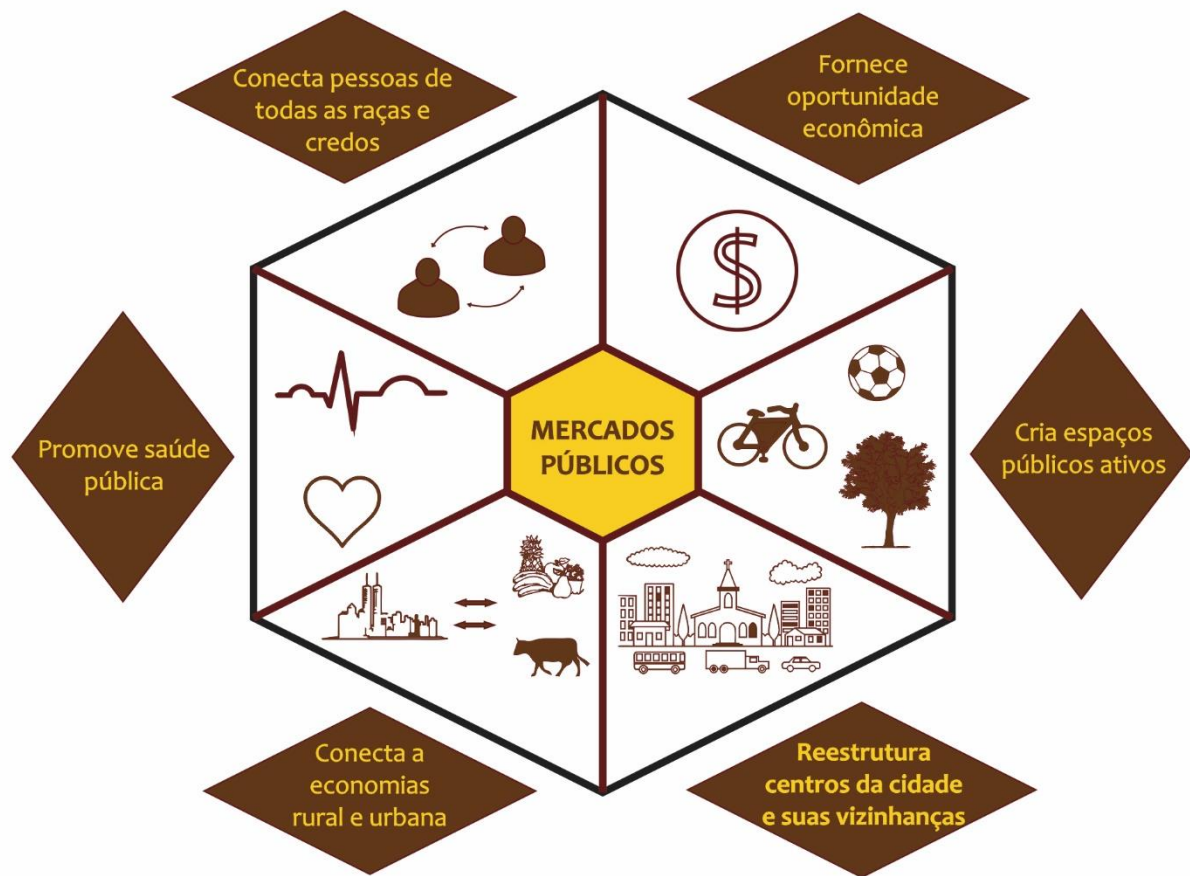 Conecta pessoas de
todas as raças e
credos
Fornece
oportunidade
econômica
MERCADOS
PÚBLICOS
Promove saúde
pública
Cria espaços
públicos ativos
Conecta a
economias
rural e urbana
Reestrutura
centros da cidade
e suas vizinhanças